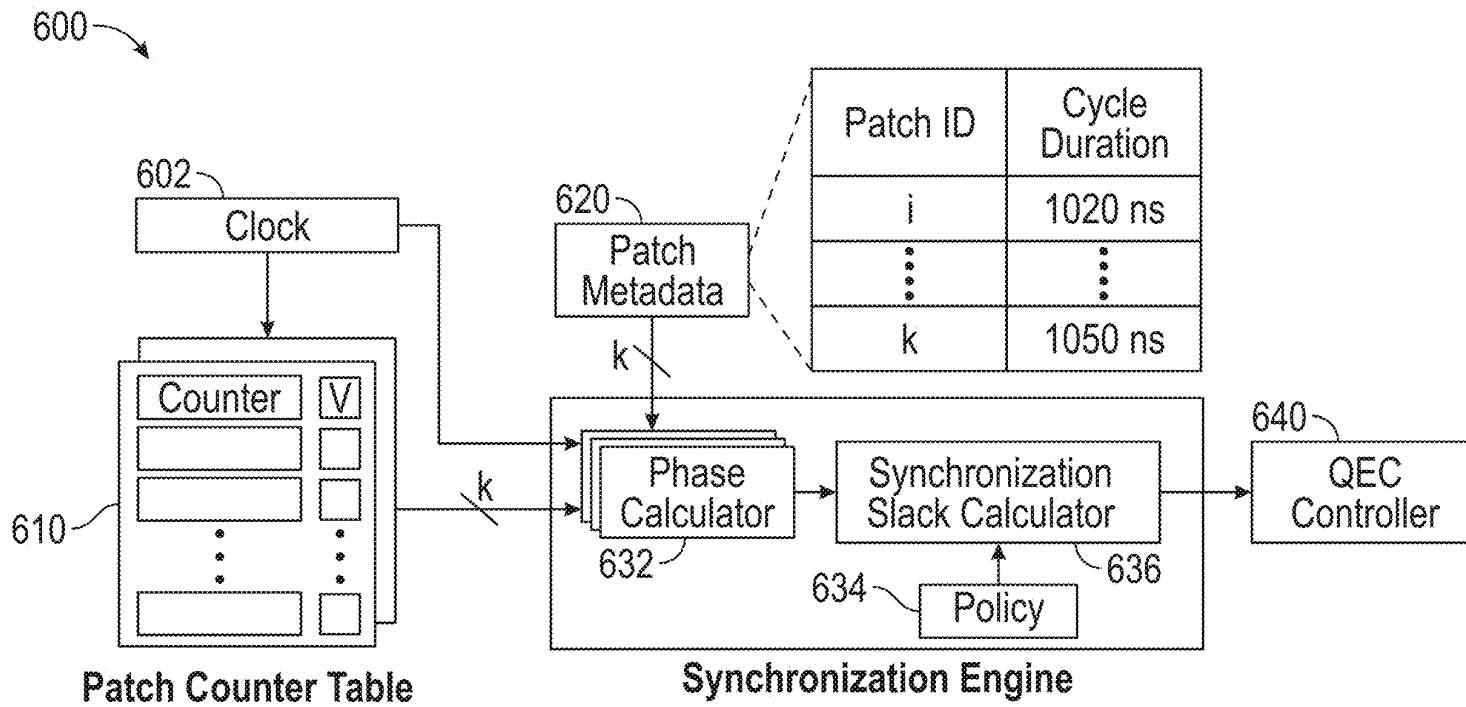 600
602
Clock
620
Patch
Metadata
Patch ID
Cycle
Duration
i
1020 ns
k
1050 ns
k
Counter
V
610
k
Phase
Calculator
632
Synchronization
Slack Calculator
636
634
Policy
640
QEC
Controller
Patch Counter Table
Synchronization Engine